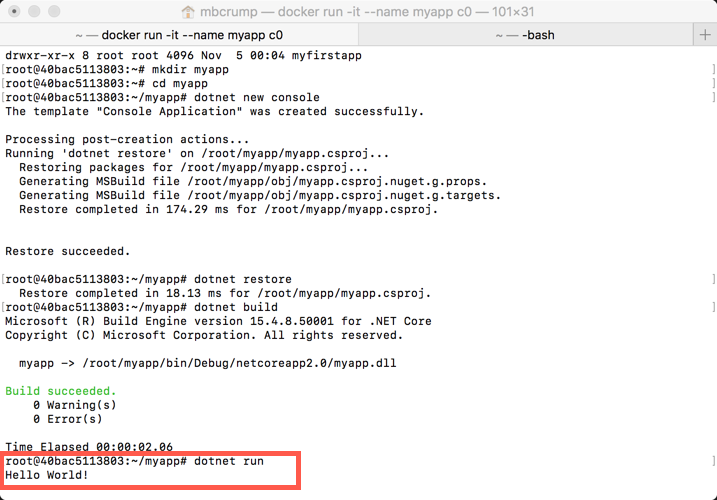 mbcrump — docker run -it --name myapp c0 — 101×31
~ — docker run -it --name myapp c0
~ — -bash
+
drwxr-xr-x 8 root root 4096 Nov  5 00:04 myfirstapp
[root@40bac5113803:~# mkdir myapp ]
[root@40bac5113803:~# cd myapp ]
[root@40bac5113803:~/myapp# dotnet new console ]
The template "Console Application" was created successfully.

Processing post-creation actions...
Running 'dotnet restore' on /root/myapp/myapp.csproj...
  Restoring packages for /root/myapp/myapp.csproj...
  Generating MSBuild file /root/myapp/obj/myapp.csproj.nuget.g.props.
  Generating MSBuild file /root/myapp/obj/myapp.csproj.nuget.g.targets.
  Restore completed in 174.29 ms for /root/myapp/myapp.csproj.

Restore succeeded.

[root@40bac5113803:~/myapp# dotnet restore ]
  Restore completed in 18.13 ms for /root/myapp/myapp.csproj.
[root@40bac5113803:~/myapp# dotnet build ]
Microsoft (R) Build Engine version 15.4.8.50001 for .NET Core
Copyright (C) Microsoft Corporation. All rights reserved.

  myapp -> /root/myapp/bin/Debug/netcoreapp2.0/myapp.dll

Build succeeded.
    0 Warning(s)
    0 Error(s)

Time Elapsed 00:00:02.06
root@40bac5113803:~/myapp# dotnet run ]
Hello World!